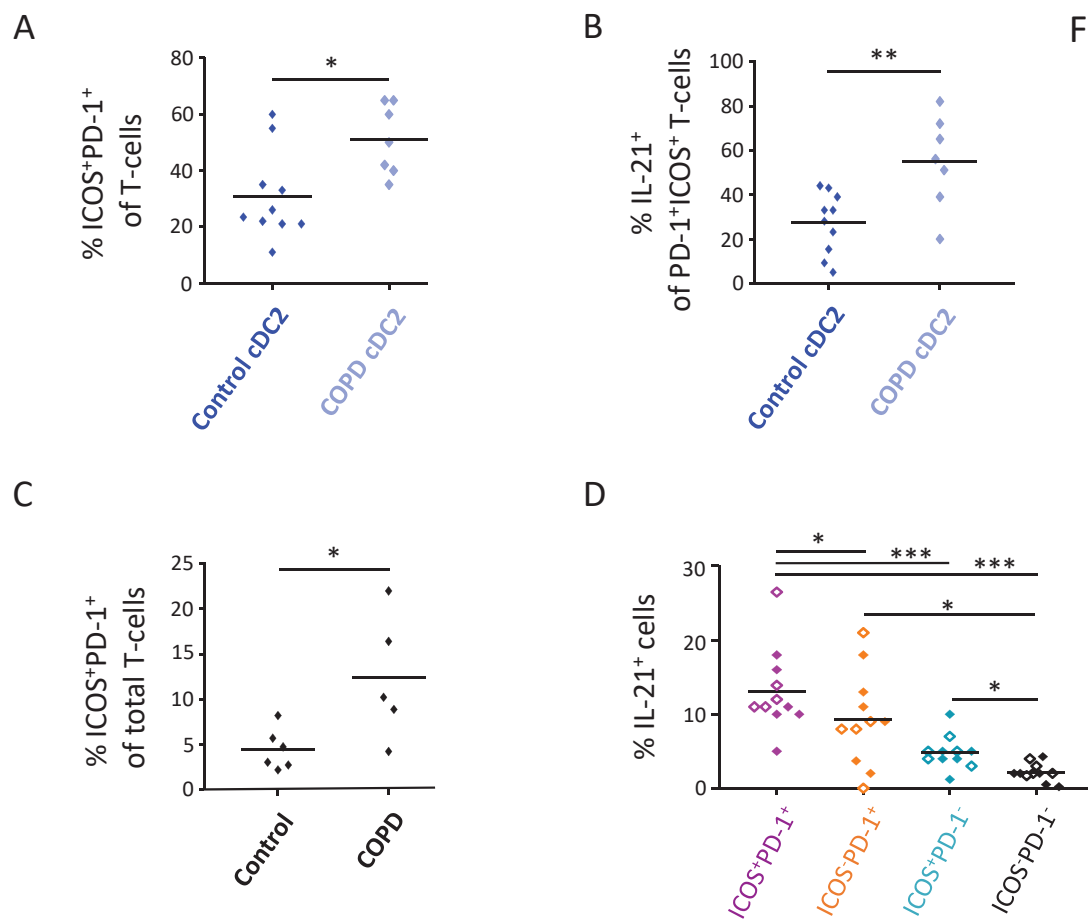 A
% ICOS⁺PD-1⁺
of T-cells
80
60
40
20
0
*
Control cDC2
COPD cDC2
B
% IL-21⁺
of PD-1⁺ICOS⁺ T-cells
100
80
60
40
20
0
**
Control cDC2
COPD cDC2
F
C
% ICOS⁺PD-1⁺
of total T-cells
25
20
15
10
5
0
*
Control
COPD
D
% IL-21⁺ cells
30
20
10
0
*
***
***
*
*
ICOS⁺PD-1⁺
ICOS⁻PD-1⁺
ICOS⁺PD-1⁻
ICOS⁻PD-1⁻